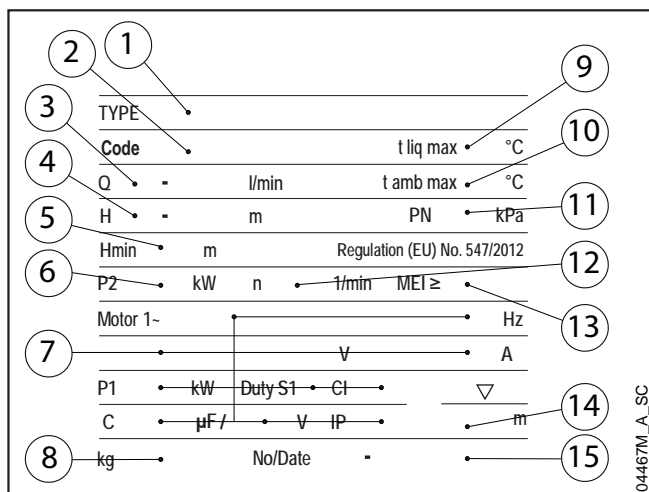 1
2
9
3
10
4
11
5
6
12
13
7
14
8
15
TYPE
Code t liq max °C
Q - l/min t amb max °C
H - m PN kPa
Hmin m Regulation (EU) No. 547/2012
P2 kW n 1/min MEI ≥
Motor 1~ Hz
V A
P1 kW Duty S1 CI ▽
C µF / V IP m
kg No/Date -
04467M_A_SC